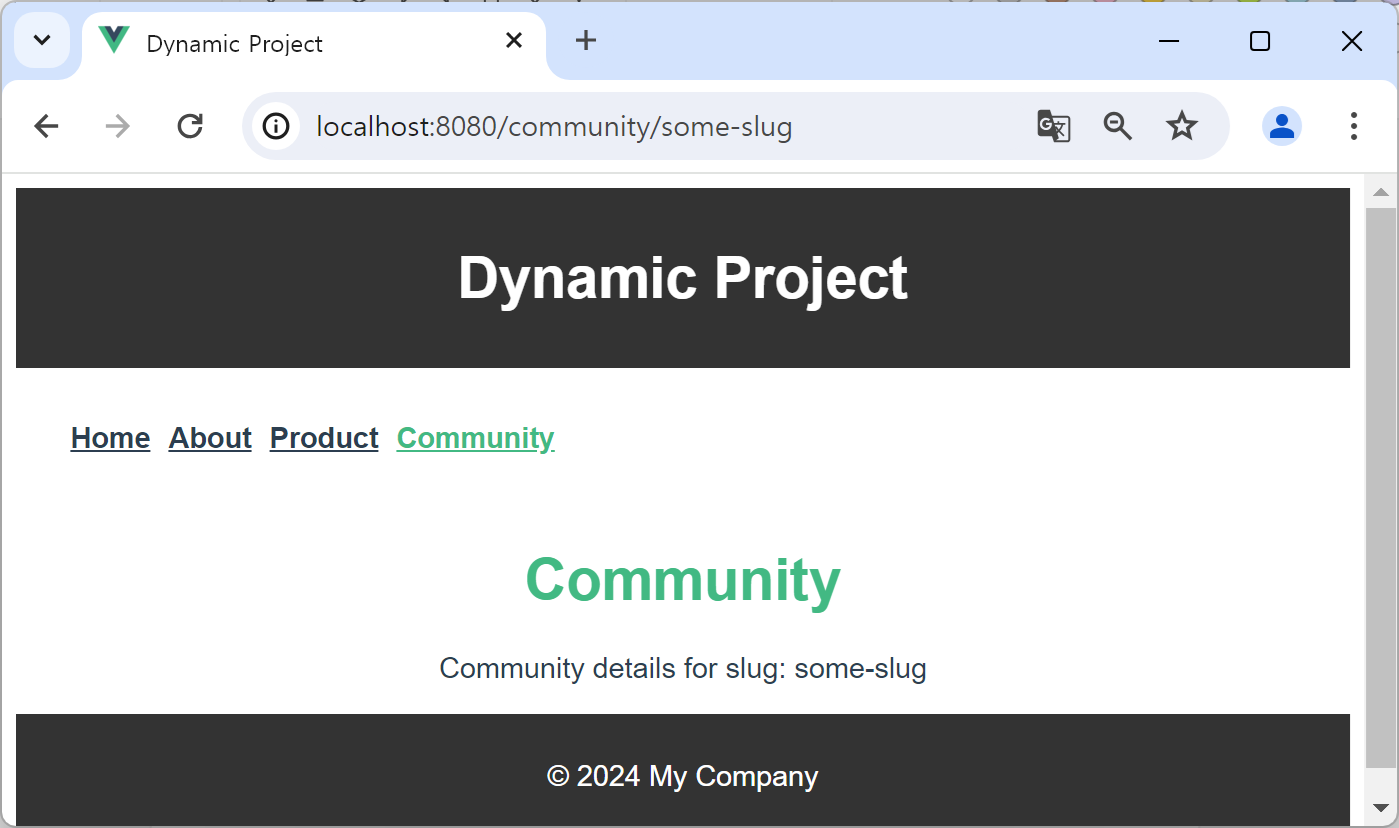 Dynamic Project
localhost:8080/community/some-slug
Dynamic Project
Home About Product Community
Community
Community details for slug: some-slug
© 2024 My Company